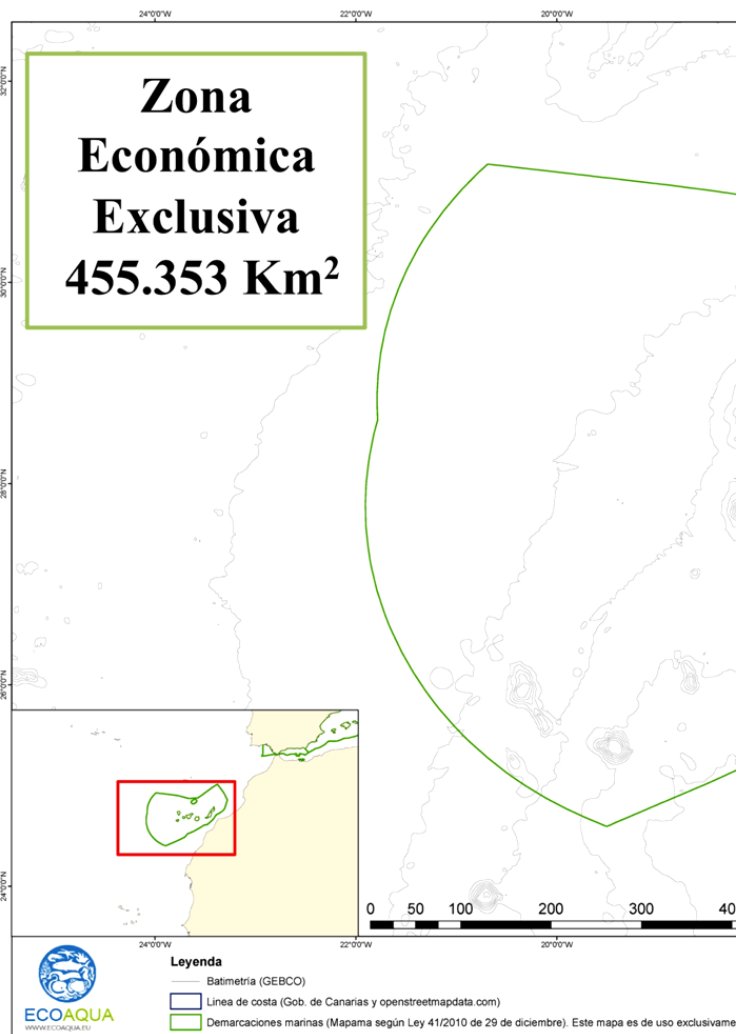 24°0'0"W
22°0'0"W
20°0'0"W
32°0'0"N
30°0'0"N
28°0'0"N
26°0'0"N
24°0'0"N
Zona
Económica
Exclusiva
455.353 Km²
0 50 100 200 300 40
24°0'0"W
22°0'0"W
20°0'0"W
ECOAQUA
WWW.ECOAQUA.EU
Leyenda
Batimetría (GEBCO)
Linea de costa (Gob. de Canarias y openstreetmapdata.com)
Demarcaciones marinas (Mapama según Ley 41/2010 de 29 de diciembre). Este mapa es de uso exclusivame